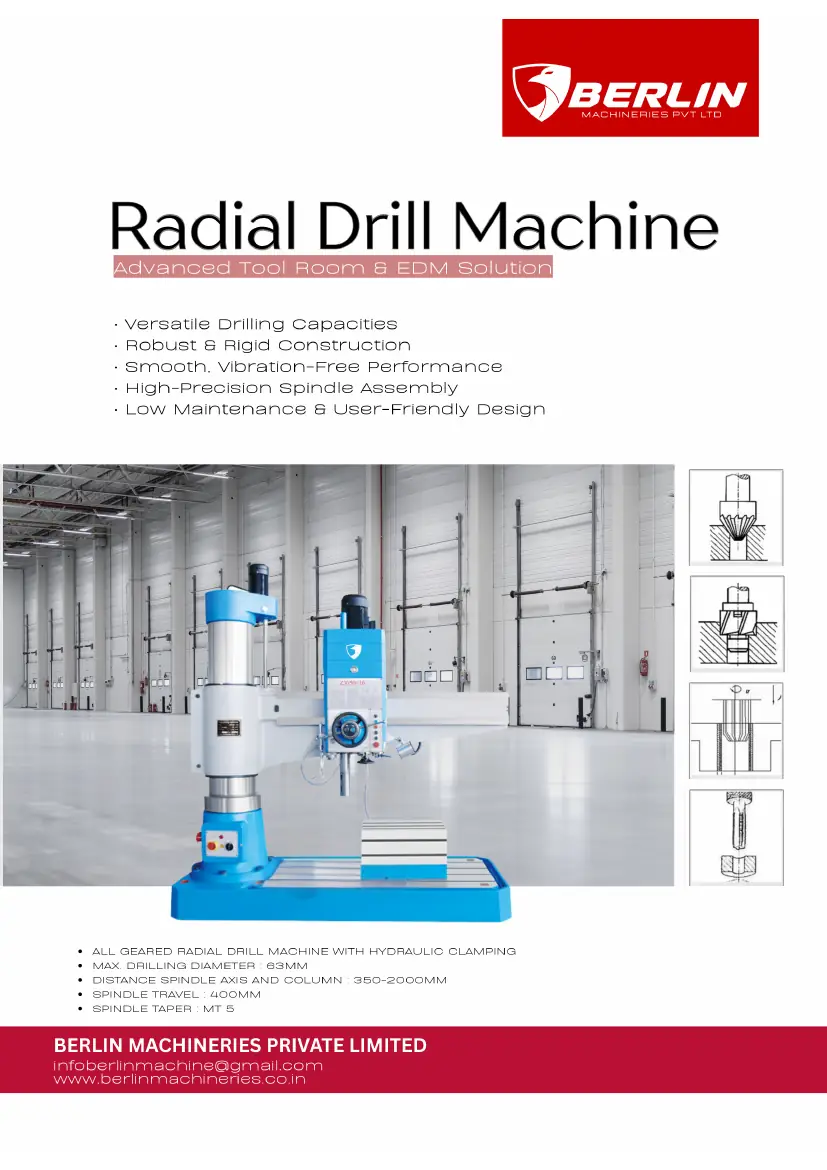 BERLIN
MACHINERIES PVT LTD
Radial Drill Machine
Advanced Tool Room & EDM Solution
• Versatile Drilling Capacities
• Robust & Rigid Construction
• Smooth, Vibration-Free Performance
• High-Precision Spindle Assembly
• Low Maintenance & User-Friendly Design
• ALL GEARED RADIAL DRILL MACHINE WITH HYDRAULIC CLAMPING
• MAX. DRILLING DIAMETER : 63MM
• DISTANCE SPINDLE AXIS AND COLUMN : 350-2000MM
• SPINDLE TRAVEL : 400MM
• SPINDLE TAPER : MT 5
BERLIN MACHINERIES PRIVATE LIMITED
infoberlinmachine@gmail.com
www.berlinmachineries.co.in